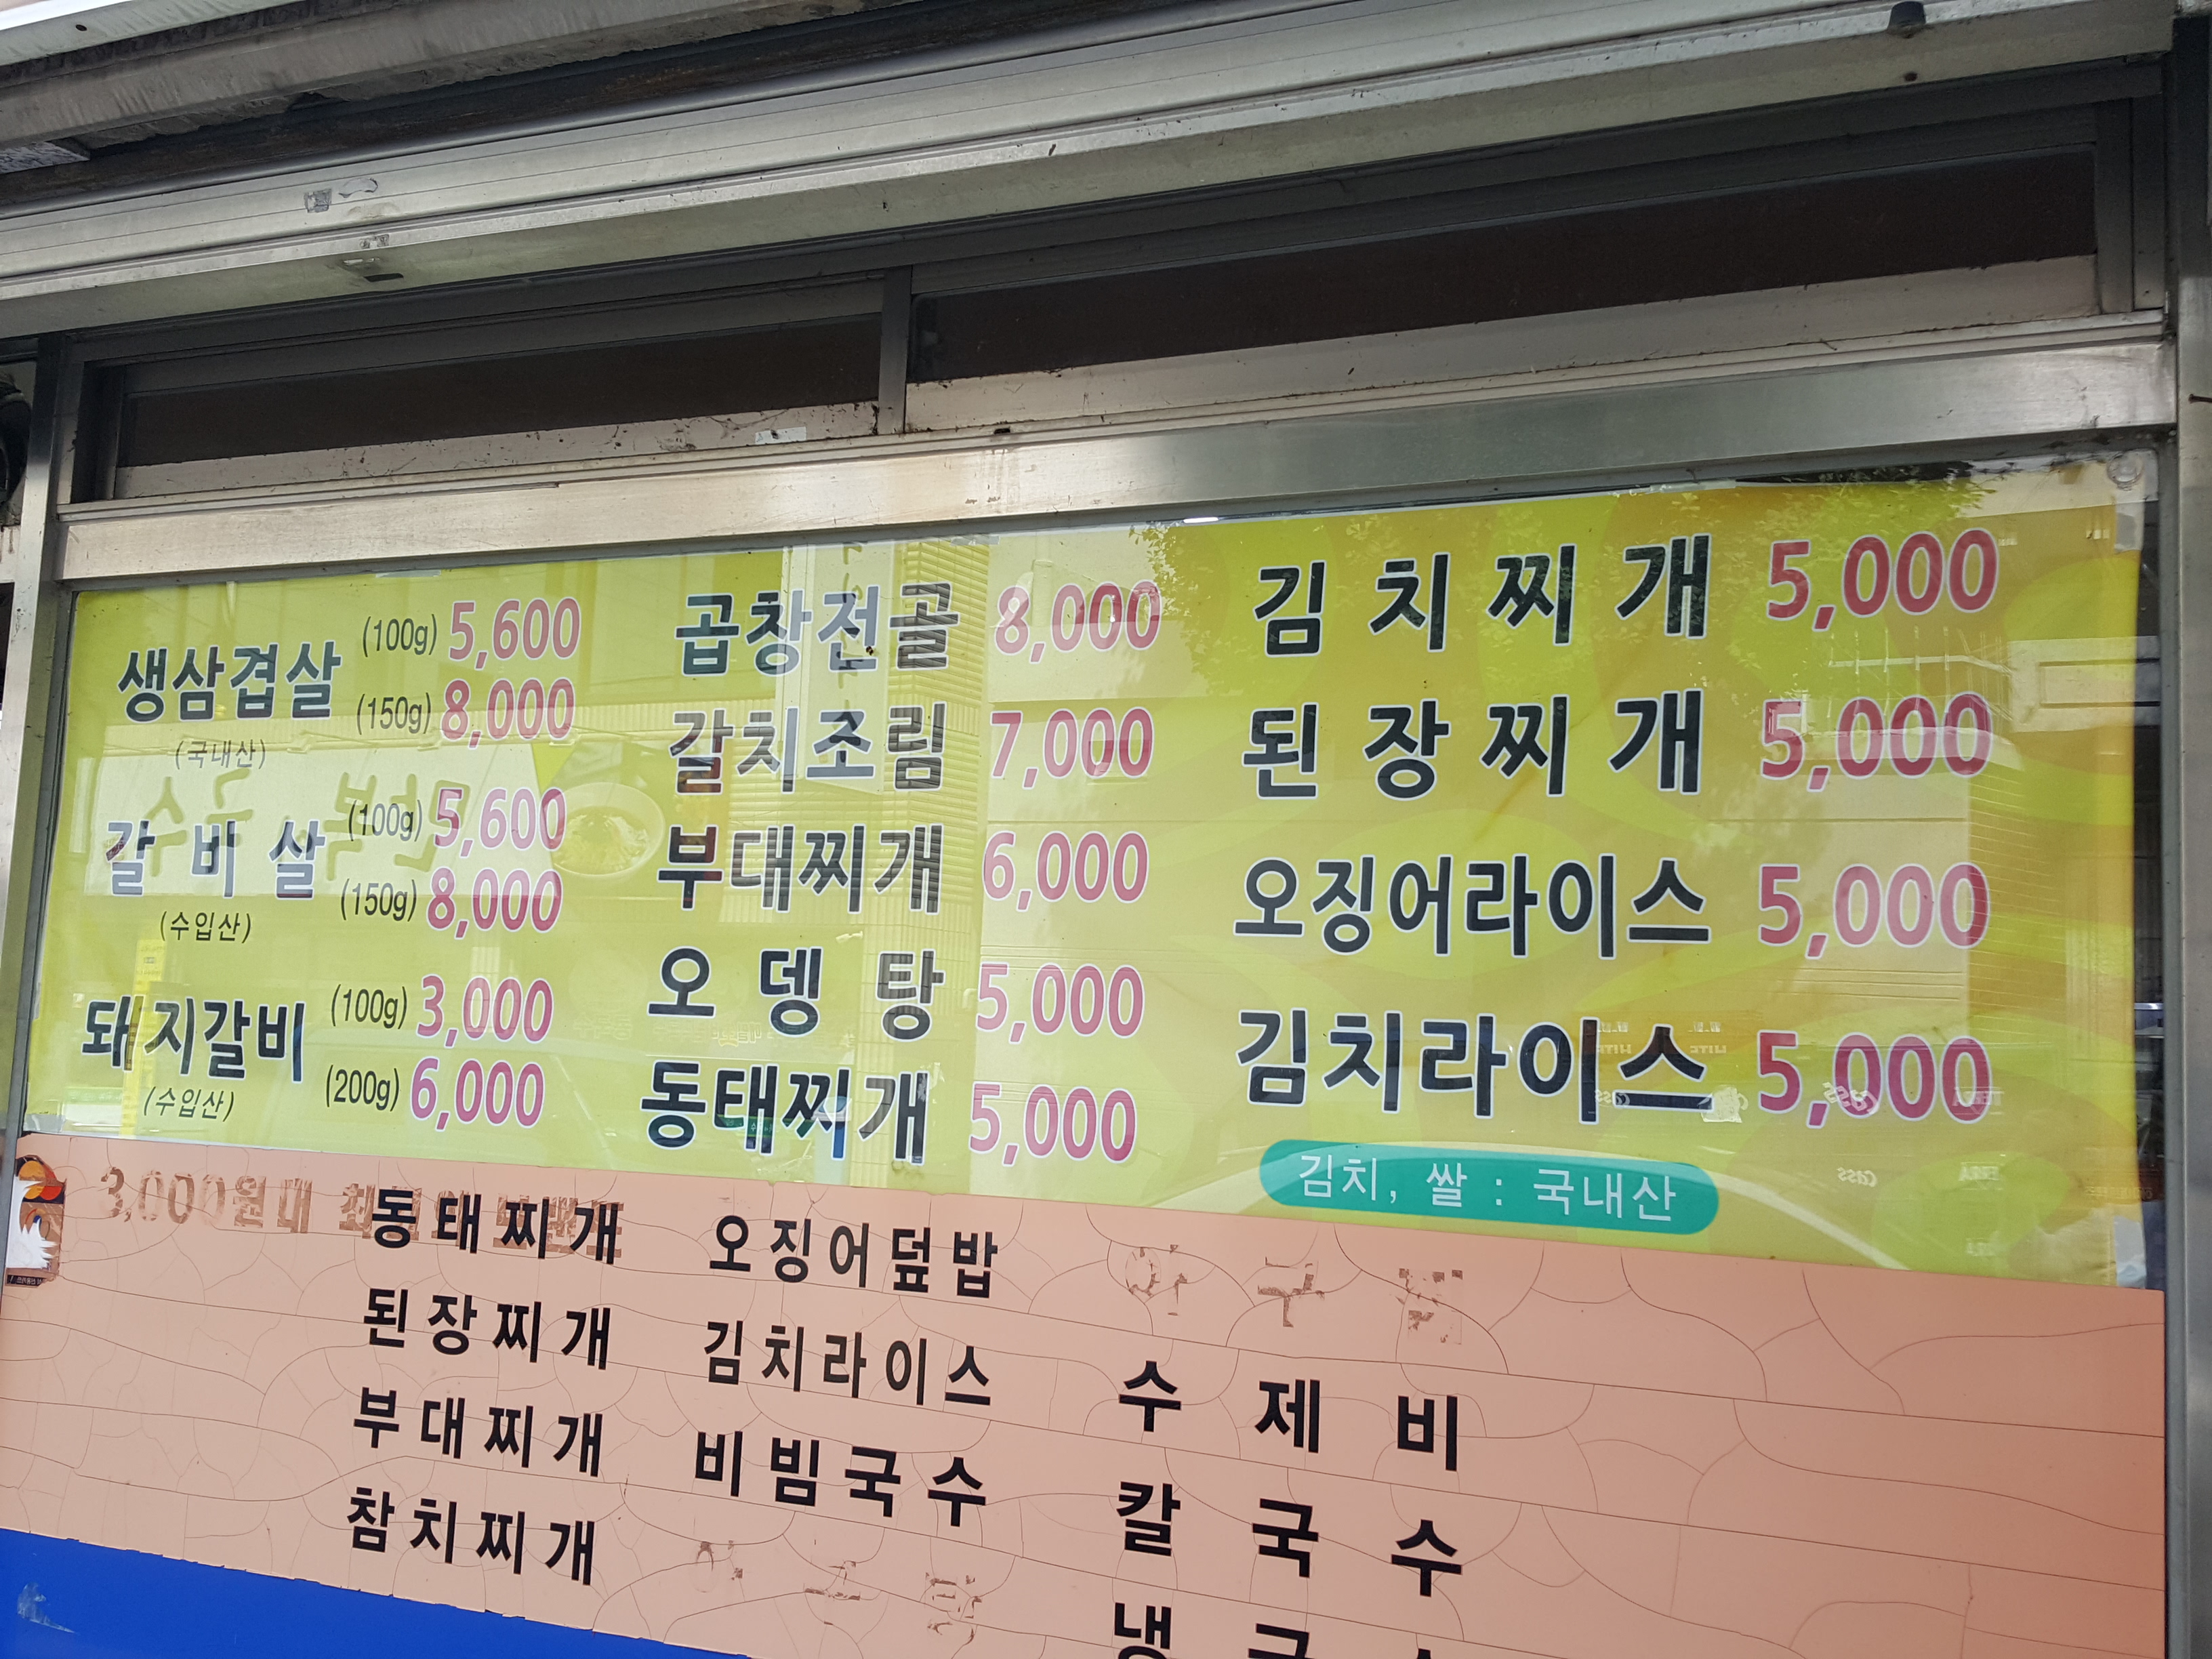 생삼겹살 (100g) 5,600
(150g) 8,000
(국내산)
갈비살 (100g) 5,600
(150g) 8,000
(수입산)
돼지갈비 (100g) 3,000
(200g) 6,000
(수입산)
곱창전골 8,000
갈치조림 7,000
부대찌개 6,000
오뎅탕 5,000
동태찌개 5,000
김치찌개 5,000
된장찌개 5,000
오징어라이스 5,000
김치라이스 5,000
김치, 쌀 : 국내산
3,000원대
동태찌개
된장찌개
부대찌개
참치찌개
오징어덮밥
김치라이스
비빔국수
수제비
칼국수
냉